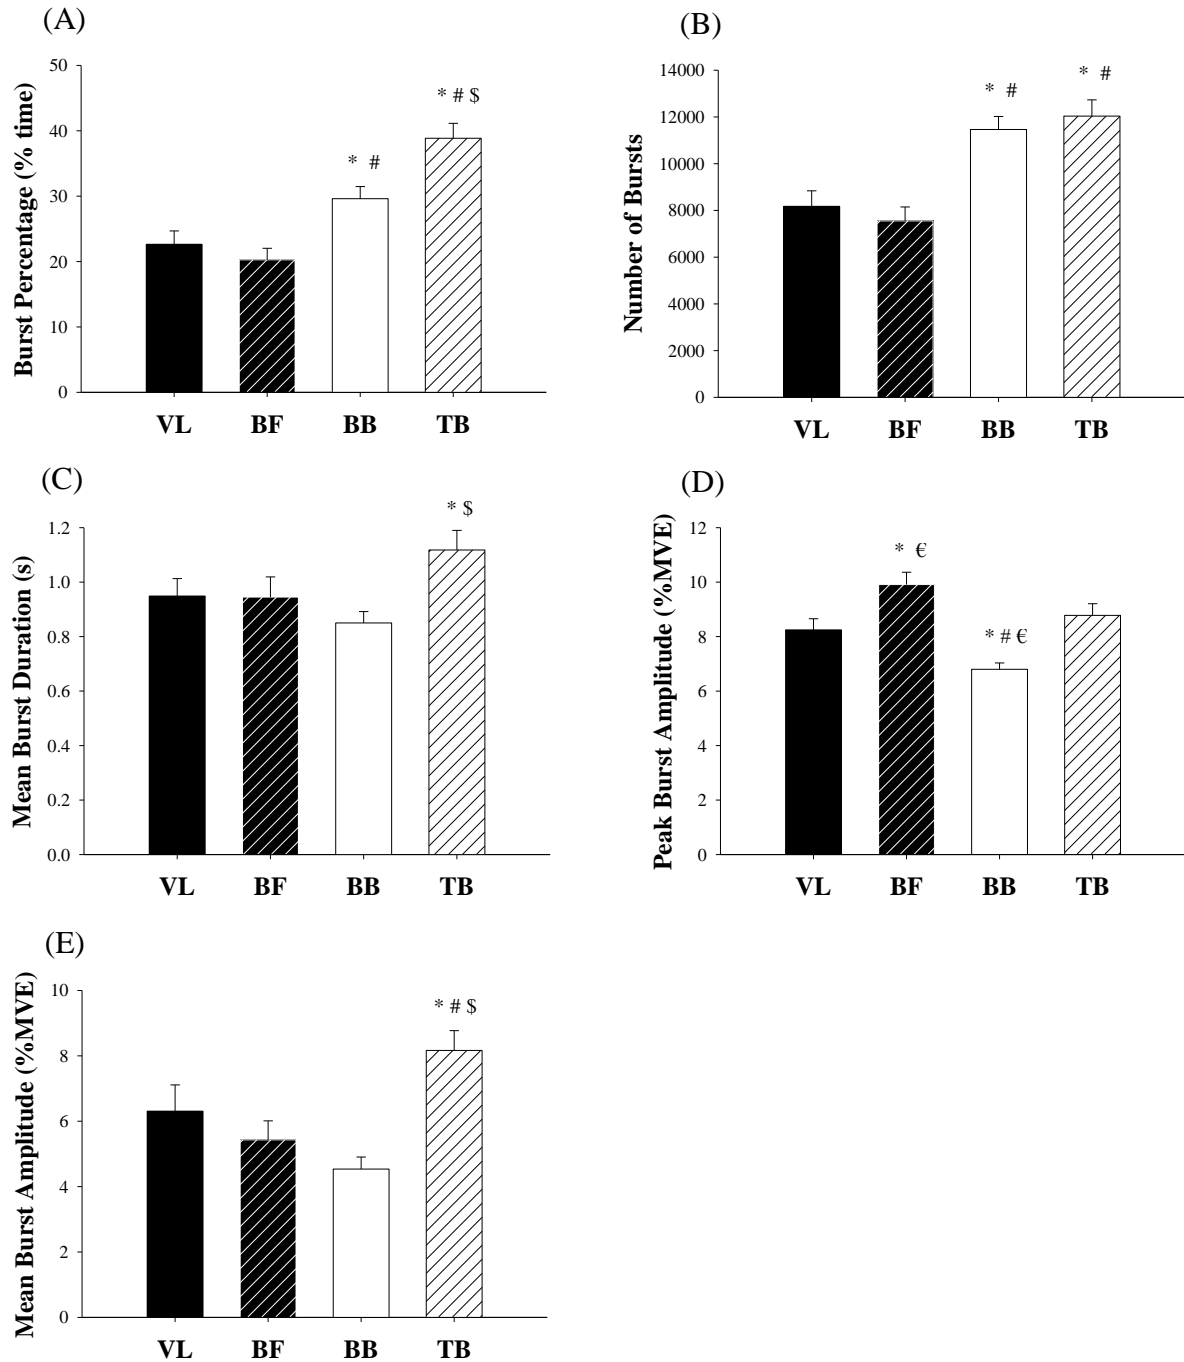 (A)
Burst Percentage (% time)
50
40
30
20
10
0
* #
* # $
VL BF BB TB
(B)
Number of Bursts
14000
12000
10000
8000
6000
4000
2000
0
* #
* #
VL BF BB TB
(C)
Mean Burst Duration (s)
1.2
1.0
0.8
0.6
0.4
0.2
0.0
* $
VL BF BB TB
(D)
Peak Burst Amplitude (%MVE)
12
10
8
6
4
2
0
* €
* # €
VL BF BB TB
(E)
Mean Burst Amplitude (%MVE)
10
8
6
4
2
0
* # $
VL BF BB TB